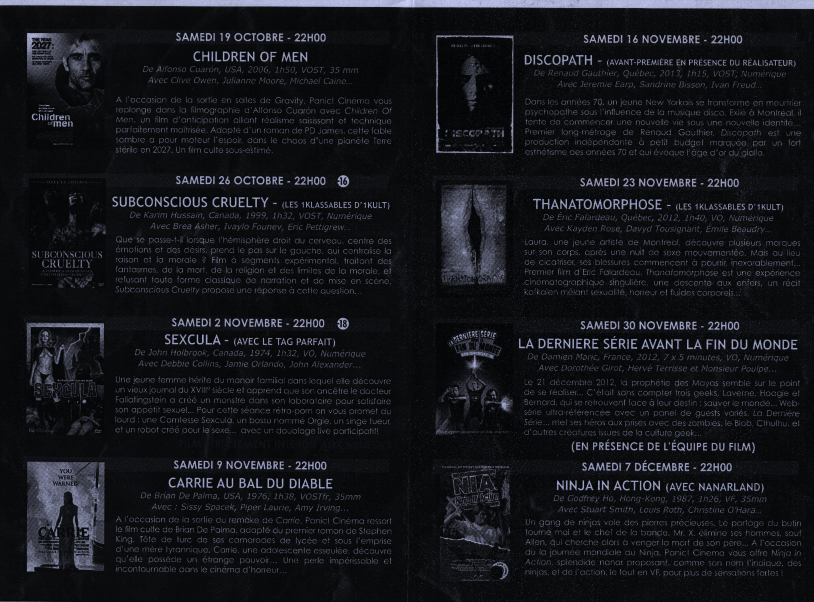 SAMEDI 19 OCTOBRE - 22H00
CHILDREN OF MEN
De Alfonso Cuarón, USA, 2006, 1h50, VOST, 35 mm
Avec Clive Owen, Julianne Moore, Michael Caine...
A l'occasion de la sortie en salles de Gravity, Panic! Cinéma vous
replonge dans la filmographie d'Alfonso Cuarón avec Children Of
Men, un film d'anticipation alliant réalisme saisissant et technique
parfaitement maîtrisée. Adapté d'un roman de PD James, cette fable
sombre a pour moteur l'espoir, dans le chaos d'une planète Terre
stérile en 2027. Un film culte sous-estimé.
THE YEAR
2027:
Children
of men
SAMEDI 26 OCTOBRE - 22H00 -16
SUBCONSCIOUS CRUELTY - (LES 1KLASSABLES D'1KULT)
De Karim Hussain, Canada, 1999, 1h32, VOST, Numérique
Avec Brea Asher, Ivaylo Founev, Eric Pettigrew...
Que se passe-t-il lorsque l'hémisphère droit du cerveau, centre des
émotions et des désirs, prend le pas sur le gauche, qui contrôlise la
raison et la morale ? Film à segments expérimental, traitant des
fantasmes, de la mort, de la religion et des limites de la morale, et
refusant toute forme classique de narration et de mise en scène,
Subconscious Cruelty propose une réponse à cette question...
SUBCONSCIOUS
CRUELTY
SAMEDI 2 NOVEMBRE - 22H00 -18
SEXCULA - (AVEC LE TAG PARFAIT)
De John Holbrook, Canada, 1974, 1h32, VO, Numérique
Avec Debbie Collins, Jamie Orlando, John Alexander...
Une jeune femme hérite du manoir familial dans lequel elle découvre
un vieux journal du XVIIIe siècle et apprend que son ancêtre le docteur
Fallatingstein a créé un monstre dans son laboratoire pour satisfaire
son appétit sexuel... Pour cette séance rétro-porn on vous promet du
lourd : une Comtesse Sexcula, un bossu nommé Orgie, un singe tueur,
et un robot créé pour le sexe... avec un doublage live participatif!
SEXCULA
SAMEDI 9 NOVEMBRE - 22H00
CARRIE AU BAL DU DIABLE
De Brian De Palma, USA, 1976, 1h38, VOSTfr, 35mm
Avec : Sissy Spacek, Piper Laurie, Amy Irving...
A l'occasion de la sortie du remake de Carrie, Panic! Cinéma ressort
le film culte de Brian De Palma, adapté du premier roman de Stephen
King. Tête de turc de ses camarades de lycée et sous l'emprise
d'une mère tyrannique, Carrie, une adolescente esseulée, découvre
qu'elle possède un étrange pouvoir... Une perle impérissable et
incontournable dans le cinéma d'horreur...
YOU
WERE
WARNED
CARRIE
SAMEDI 16 NOVEMBRE - 22H00
DISCOPATH - (AVANT-PREMIÈRE EN PRÉSENCE DU RÉALISATEUR)
De Renaud Gauthier, Québec, 2013, 1h15, VOST, Numérique
Avec Jeremie Earp, Sandrine Bisson, Ivan Freud...
Dans les années 70, un jeune New Yorkais se transforme en meurtrier
psychopathe sous l'influence de la musique disco. Exilé à Montréal, il
tente de commencer une nouvelle vie sous une nouvelle identité...
Premier long-métrage de Renaud Gauthier, Discopath est une
production indépendante à petit budget marquée par un fort
esthétisme des années 70 et qui évoque l'âge d'or du giallo.
DISCOPATH
SAMEDI 23 NOVEMBRE - 22H00
THANATOMORPHOSE - (LES 1KLASSABLES D'1KULT)
De Éric Falardeau, Québec, 2012, 1h40, VO, Numérique
Avec Kayden Rose, Davyd Tousignant, Émile Beaudry...
Laura, une jeune artiste de Montréal, découvre plusieurs marques
sur son corps, après une nuit de sexe mouvementée. Mais au lieu
de cicatriser, ses blessures commencent à pourrir, inexorablement...
Premier film d'Eric Falardeau, Thanatomorphose est une expérience
cinématographique singulière, une descente aux enfers, un récit
kafkaïen mêlant sexualité, horreur et fluides corporels...
SAMEDI 30 NOVEMBRE - 22H00
LA DERNIERE SÉRIE AVANT LA FIN DU MONDE
De Damien Maric, France, 2012, 7 x 5 minutes, VO, Numérique
Avec Dorothée Girot, Hervé Terrisse et Monsieur Poulpe...
Le 21 décembre 2012, la prophétie des Mayas semble sur le point
de se réaliser... C'était sans compter trois geeks, Laverne, Hoogie et
Bernard, qui se retrouvent face à leur destin : sauver le monde... Web-
série ultra-référencée avec un panel de guests variés, La Dernière
Série... met ses héros aux prises avec des zombies, le Blob, Cthulhu, et
d'autres créatures issues de la culture geek...
(EN PRÉSENCE DE L'ÉQUIPE DU FILM)
SAMEDI 7 DÉCEMBRE - 22H00
NINJA IN ACTION (AVEC NANARLAND)
De Godfrey Ho, Hong-Kong, 1987, 1h26, VF, 35mm
Avec Stuart Smith, Louis Roth, Christine O'Hara...
Un gang de ninjas vole des pierres précieuses. Le partage du butin
tourne mal et le chef de la bande, Mr. X, élimine ses hommes, sauf
Allan, qui cherche alors à venger la mort de son père... A l'occasion
de la journée mondiale du Ninja, Panic! Cinéma vous offre Ninja in
Action, splendide nanar proposant, comme son nom l'indique, des
ninjas, et de l'action, le tout en VF, pour plus de sensations fortes !